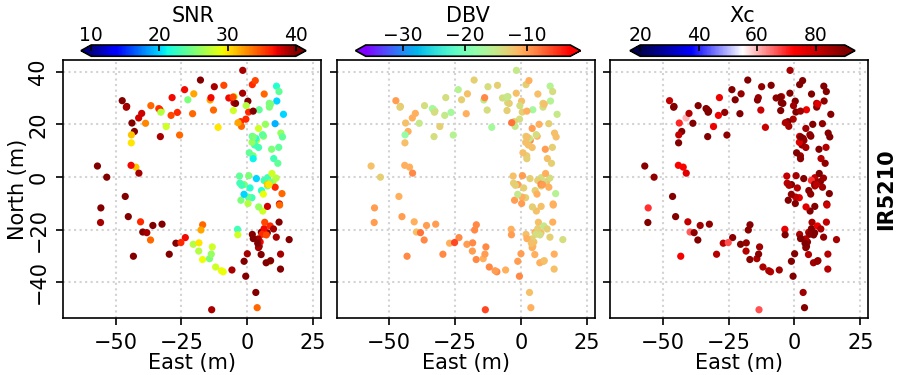 SNR DBV Xc
10 20 30 40 −30 −20 −10 20 40 60 80
40
20
0
−20
−40
North (m)
−50 −25 0 25 −50 −25 0 25 −50 −25 0 25
East (m) East (m) East (m)
IR5210